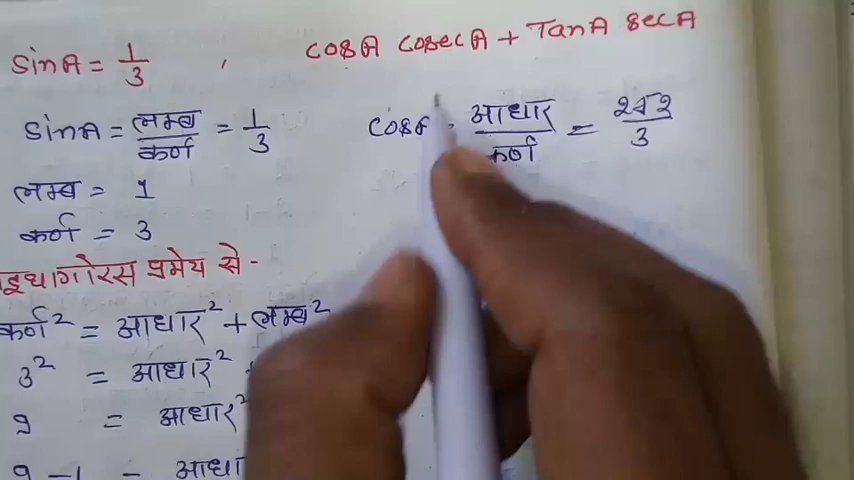 sinA = 1/3 , cosA cosecA + TanA secA
sinA = लम्ब/कर्ण = 1/3
cosA = आधार/कर्ण = 2√2/3
लम्ब = 1
कर्ण = 3
इथागोरस प्रमेय से -
कर्ण² = आधार² + लम्ब²
3² = आधार²
9 = आधार²
9 - 1 = आधा